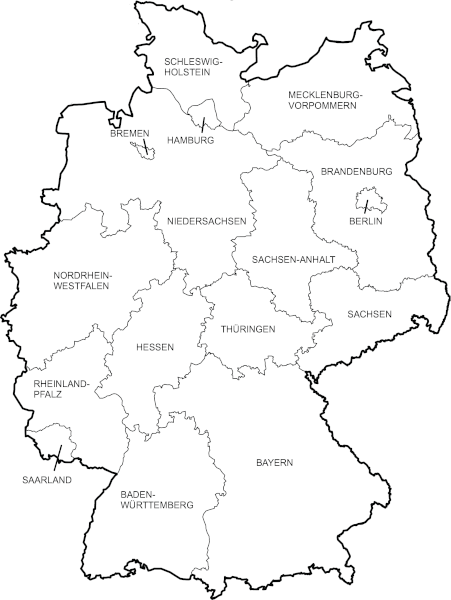 SCHLESWIG-
HOLSTEIN
MECKLENBURG-
VORPOMMERN
BREMEN
HAMBURG
BRANDENBURG
NIEDERSACHSEN
BERLIN
SACHSEN-ANHALT
NORDRHEIN-
WESTFALEN
SACHSEN
THÜRINGEN
HESSEN
RHEINLAND-
PFALZ
BAYERN
SAARLAND
BADEN-
WÜRTTEMBERG